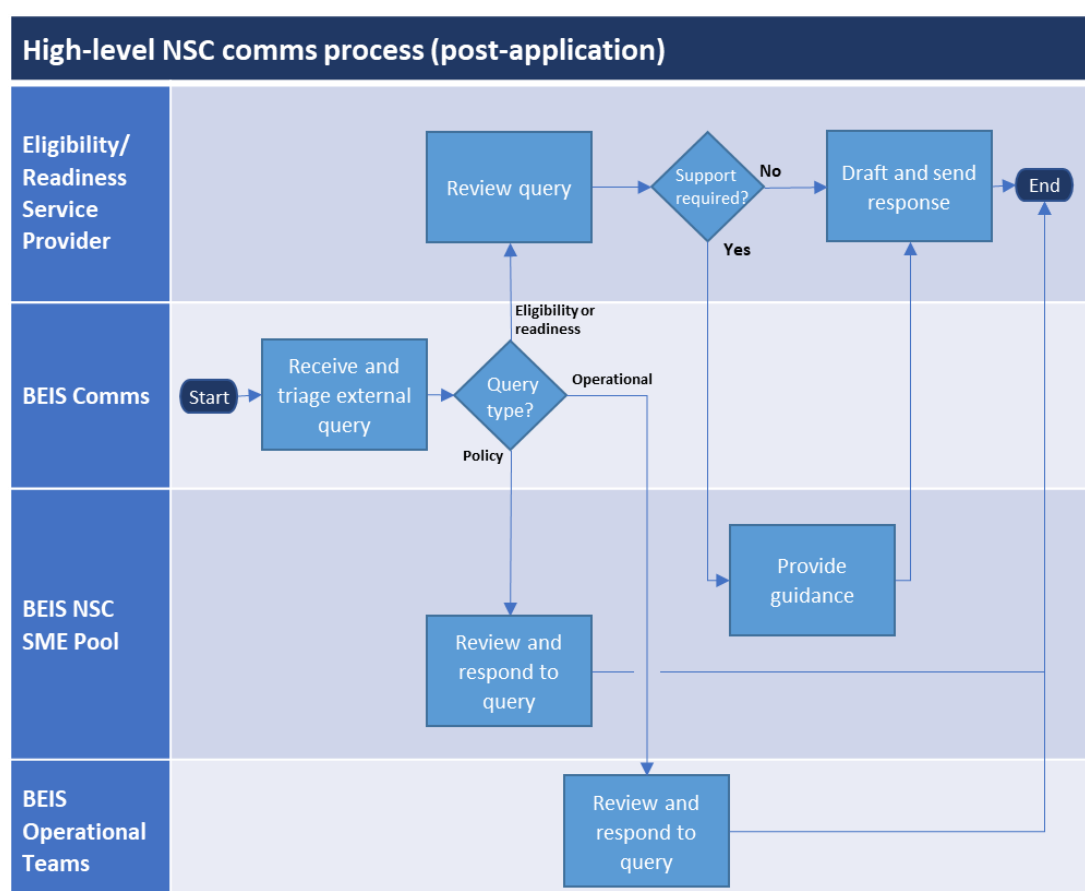 High-level NSC comms process (post-application)
Eligibility/
Readiness
Service
Provider
Review query
Support
required?
No
Yes
Draft and send
response
End
BEIS Comms
Start
Receive and
triage external
query
Query
type?
Eligibility or
readiness
Operational
Policy
BEIS NSC
SME Pool
Provide
guidance
Review and
respond to
query
BEIS
Operational
Teams
Review and
respond to
query